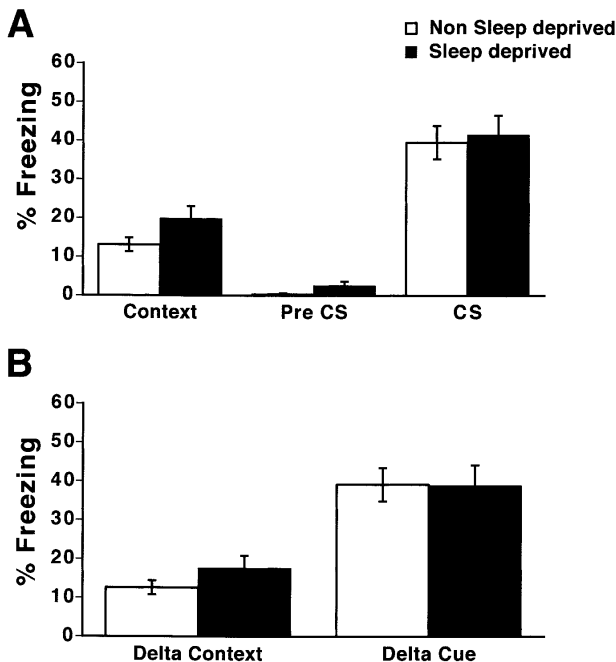 A
Non Sleep deprived
Sleep deprived
% Freezing
60
50
40
30
20
10
0
Context
Pre CS
CS
B
% Freezing
60
50
40
30
20
10
0
Delta Context
Delta Cue